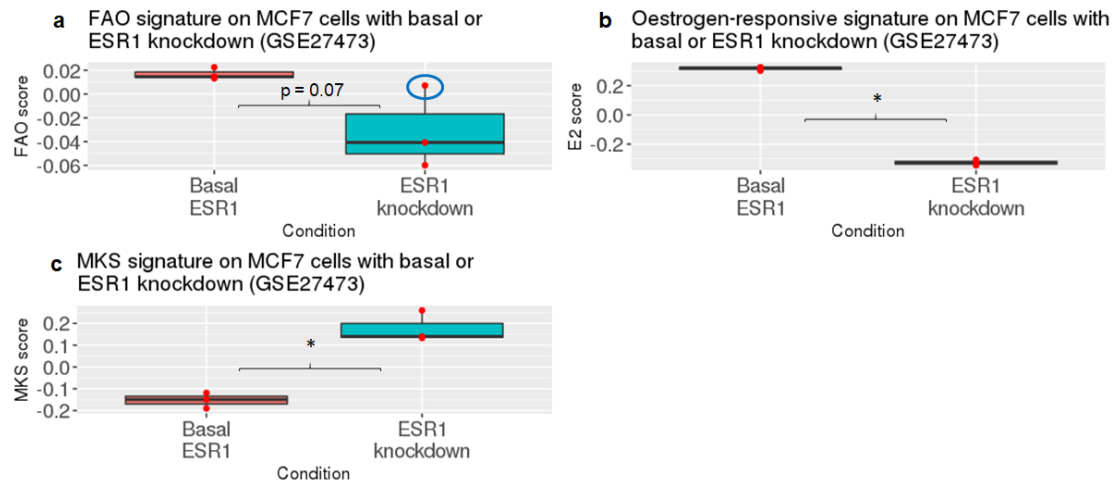 a FAO signature on MCF7 cells with basal or
ESR1 knockdown (GSE27473)
FAO score
0.02
0.00
-0.02
-0.04
-0.06
p = 0.07
Basal
ESR1
ESR1
knockdown
Condition
b Oestrogen-responsive signature on MCF7 cells with
basal or ESR1 knockdown (GSE27473)
E2 score
0.2
0.0
-0.2
*
Basal
ESR1
ESR1
knockdown
Condition
c MKS signature on MCF7 cells with basal or
ESR1 knockdown (GSE27473)
MKS score
0.2
0.1
0.0
-0.1
-0.2
*
Basal
ESR1
ESR1
knockdown
Condition